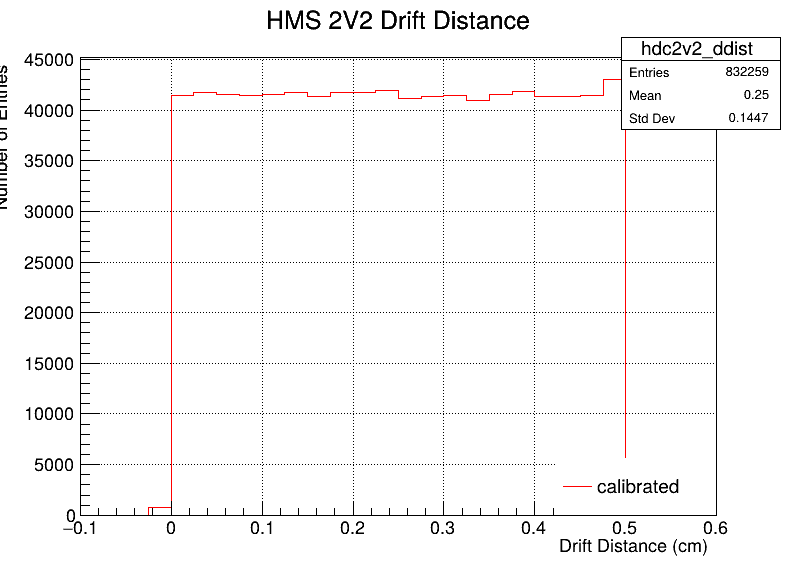 HMS 2V2 Drift Distance
hdc2v2_ddist
Entries 832259
Mean 0.25
Std Dev 0.1447
Number of Entries
45000
40000
35000
30000
25000
20000
15000
10000
5000
0
−0.1 0 0.1 0.2 0.3 0.4 0.5 0.6
calibrated
Drift Distance (cm)